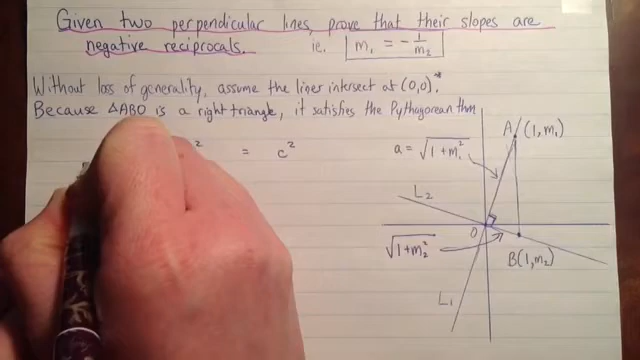 Given two perpendicular lines, prove that their slopes are
negative reciprocals. ie. m₁ = -1/m₂
Without loss of generality, assume the lines intersect at (0,0).*
Because △ABO is a right triangle, it satisfies the Pythagorean thm
² = c²
A (1, m₁)
a = √(1 + m₁²)
L₂
O
√(1 + m₂²)
B(1, m₂)
L₁